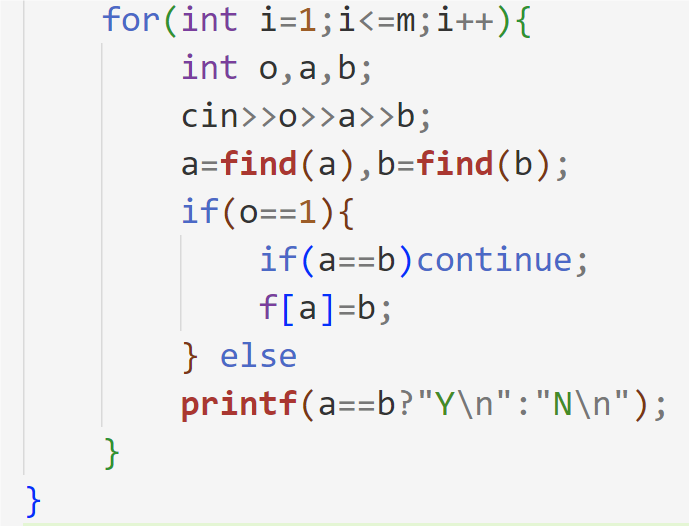 for(int i=1;i<=m;i++){
int o,a,b;
cin>>o>>a>>b;
a=find(a),b=find(b);
if(o==1){
if(a==b)continue;
f[a]=b;
} else
printf(a==b?"Y\n":"N\n");
}
}